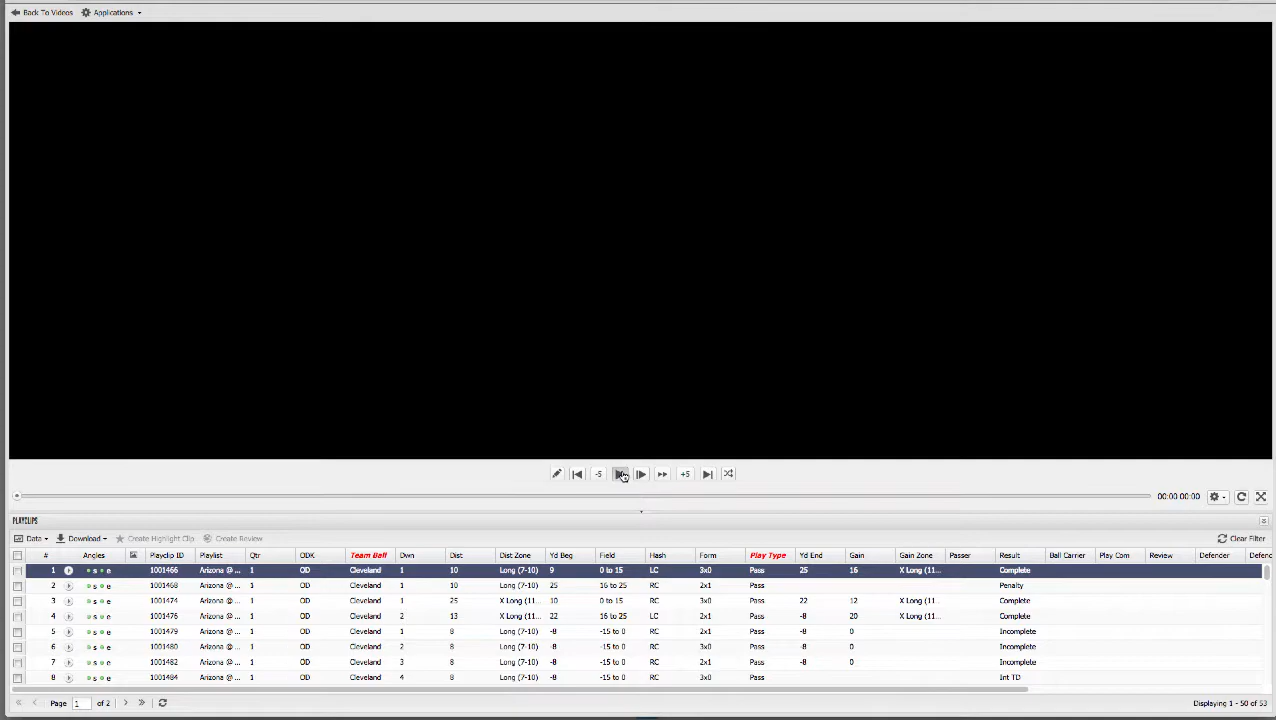 Back To Videos Applications
-5 +5
00:00 00:00
PLAYCLIPS
Data Download Create Highlight Clip Create Review Clear Filter
# Angles Playclip ID Playlist Qtr ODK Team Ball Dwn Dist Dist Zone Yd Beg Field Hash Form Play Type Yd End Gain Gain Zone Passer Result Ball Carrier Play Com Review Defender Defenc
1 s e 1001466 Arizona @ ... 1 OD Cleveland 1 10 Long (7-10) 9 0 to 15 LC 3x0 Pass 25 16 X Long (11... Complete
2 s e 1001468 Arizona @ ... 1 OD Cleveland 1 10 Long (7-10) 25 16 to 25 RC 2x1 Pass Penalty
3 s e 1001474 Arizona @ ... 1 OD Cleveland 1 25 X Long (11... 10 0 to 15 RC 3x0 Pass 22 12 X Long (11... Complete
4 s e 1001476 Arizona @ ... 1 OD Cleveland 2 13 X Long (11... 22 16 to 25 RC 2x1 Pass -8 20 X Long (11... Complete
5 s e 1001479 Arizona @ ... 1 OD Cleveland 1 8 Long (7-10) -8 -15 to 0 RC 2x1 Pass -8 0 Incomplete
6 s e 1001480 Arizona @ ... 1 OD Cleveland 2 8 Long (7-10) -8 -15 to 0 RC 3x0 Pass -8 0 Incomplete
7 s e 1001482 Arizona @ ... 1 OD Cleveland 3 8 Long (7-10) -8 -15 to 0 RC 2x1 Pass -8 0 Incomplete
8 s e 1001484 Arizona @ ... 1 OD Cleveland 4 8 Long (7-10) -8 -15 to 0 RC 3x0 Pass Int TD
Page 1 of 2 Displaying 1 - 50 of 53